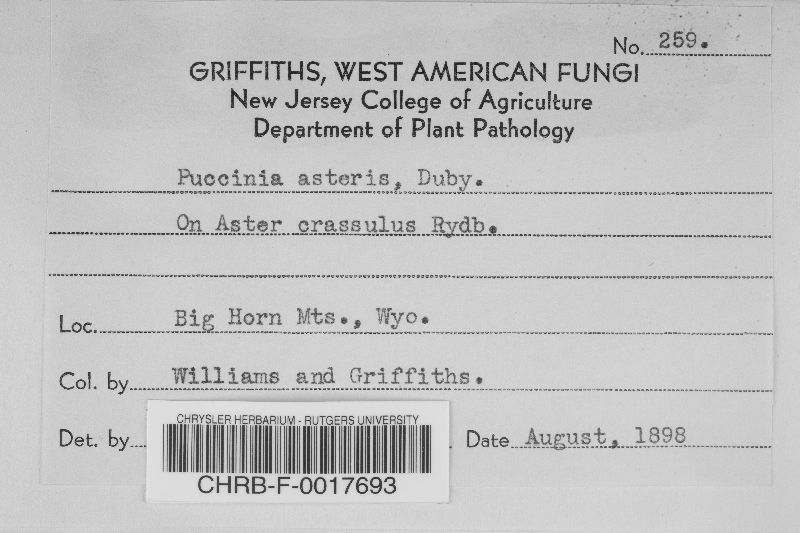 No. 259.
GRIFFITHS, WEST AMERICAN FUNGI
New Jersey College of Agriculture
Department of Plant Pathology
Puccinia asteris, Duby.
On Aster crassulus Rydb.
Loc. Big Horn Mts., Wyo.
Col. by Williams and Griffiths.
Det. by Date August, 1898
CHRYSLER HERBARIUM - RUTGERS UNIVERSITY
CHRB-F-0017693